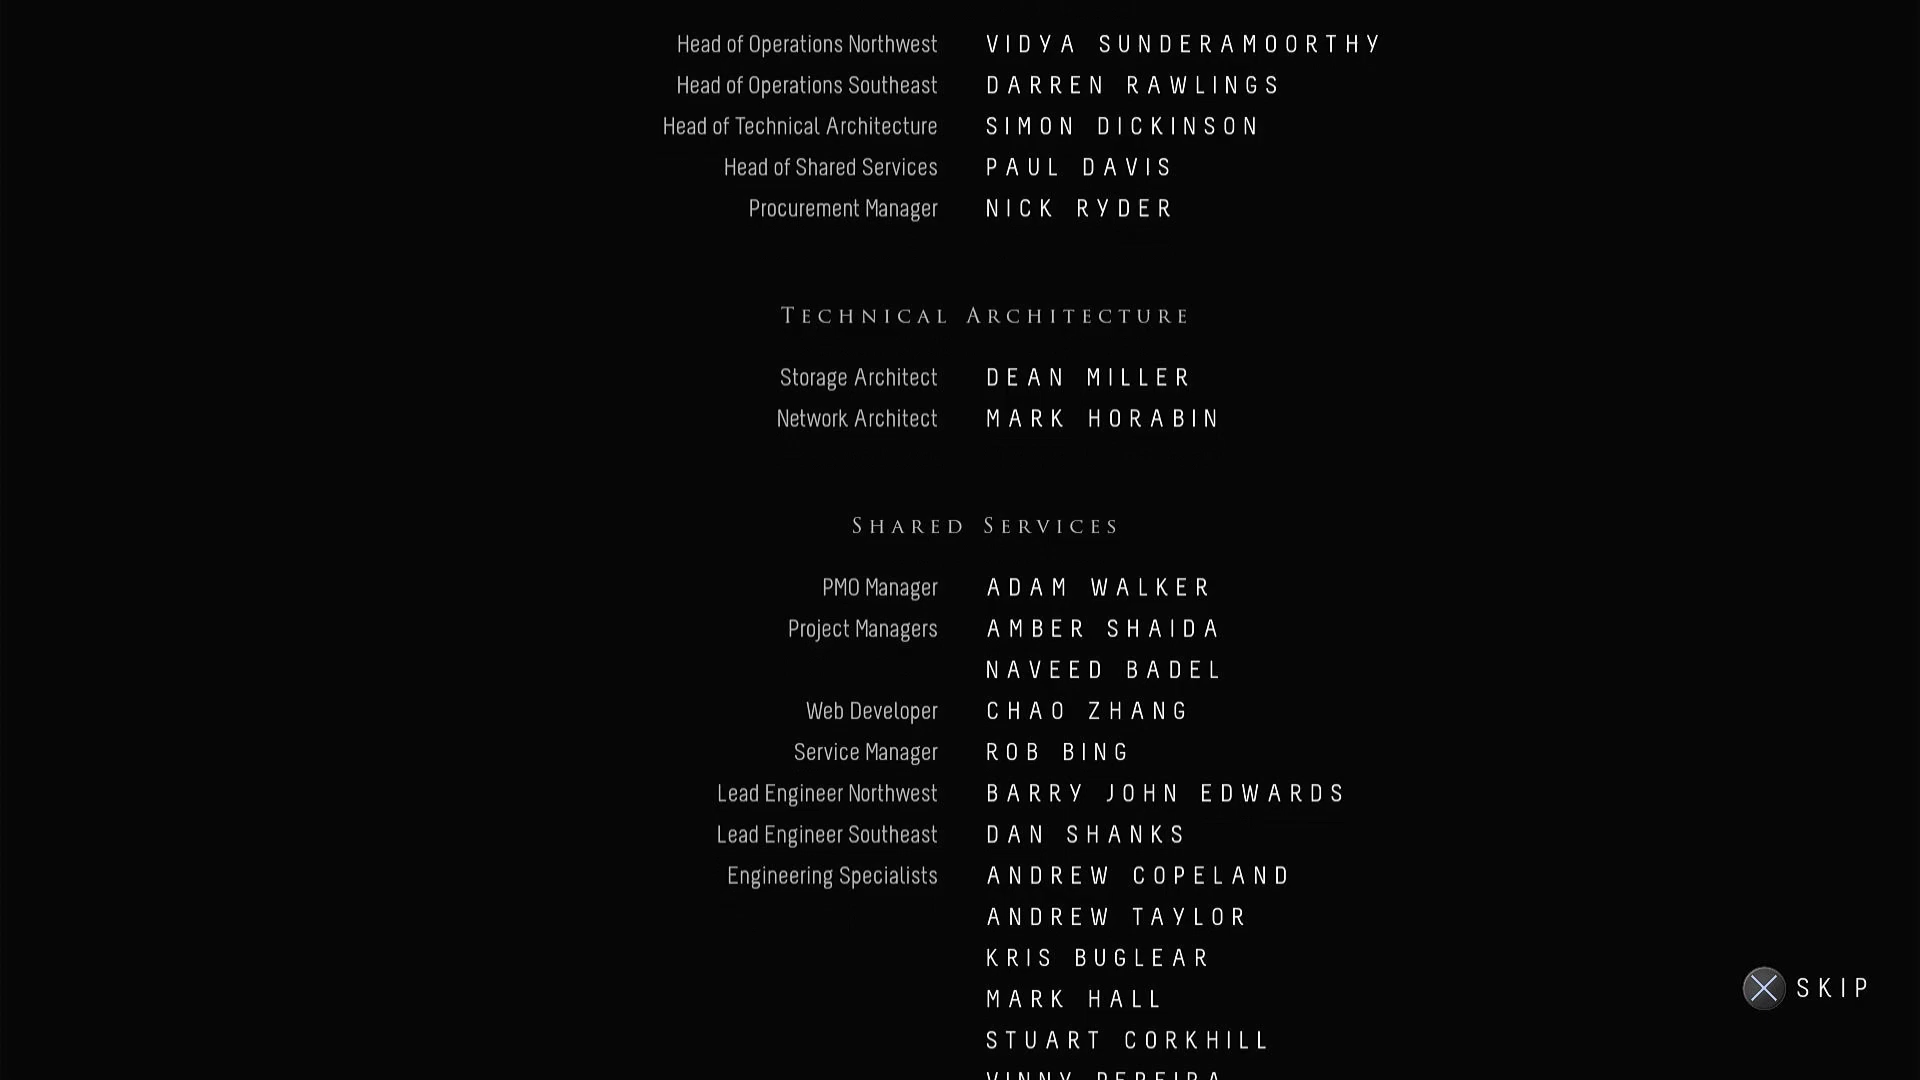 Head of Operations Northwest VIDYA SUNDERAMOORTHY
Head of Operations Southeast DARREN RAWLINGS
Head of Technical Architecture SIMON DICKINSON
Head of Shared Services PAUL DAVIS
Procurement Manager NICK RYDER
TECHNICAL ARCHITECTURE
Storage Architect DEAN MILLER
Network Architect MARK HORABIN
SHARED SERVICES
PMO Manager ADAM WALKER
Project Managers AMBER SHAIDA
NAVEED BADEL
Web Developer CHAO ZHANG
Service Manager ROB BING
Lead Engineer Northwest BARRY JOHN EDWARDS
Lead Engineer Southeast DAN SHANKS
Engineering Specialists ANDREW COPELAND
ANDREW TAYLOR
KRIS BUGLEAR
MARK HALL
SKIP
STUART CORKHILL
VINNY PEREIRA